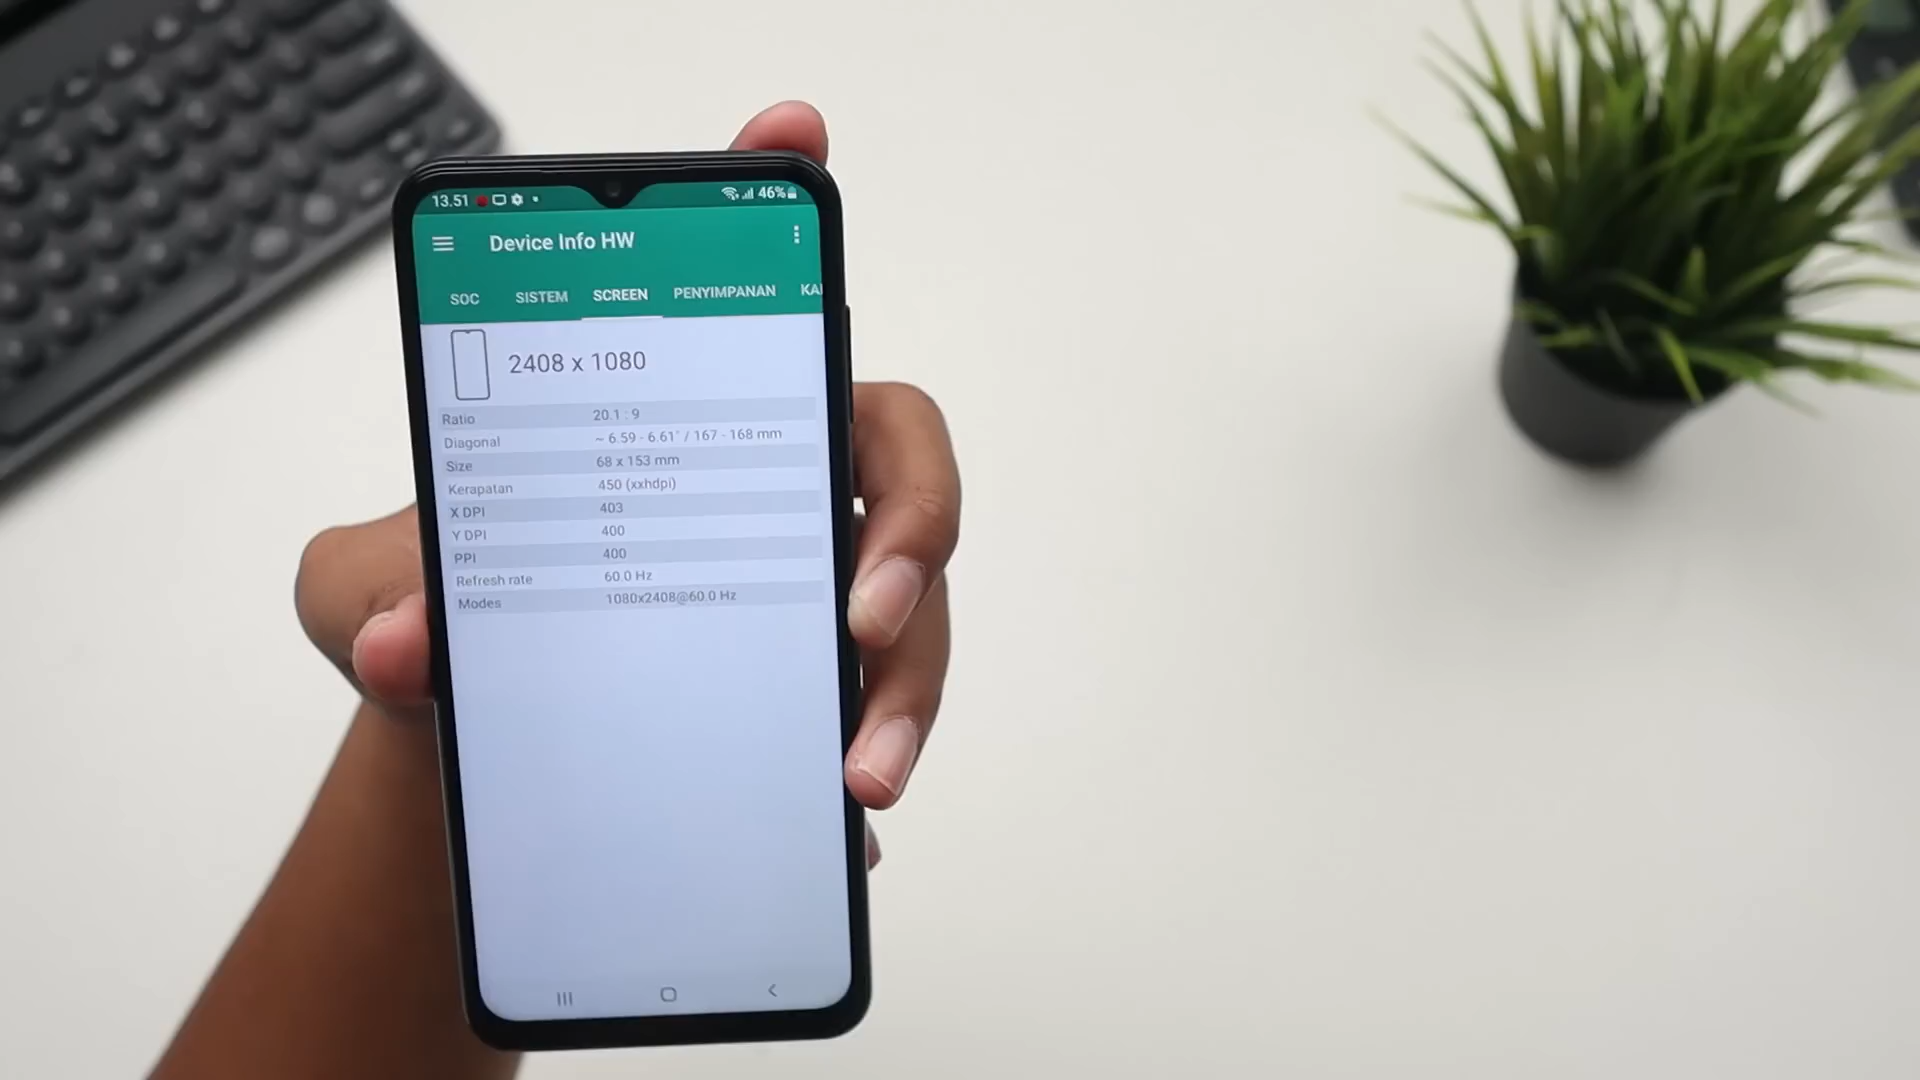 13.51 46%
Device Info HW
SOC SISTEM SCREEN PENYIMPANAN KA
2408 x 1080
Ratio 20.1 : 9
Diagonal ~ 6.59 - 6.61" / 167 - 168 mm
Size 68 x 153 mm
Kerapatan 450 (xxhdpi)
X DPI 403
Y DPI 400
PPI 400
Refresh rate 60.0 Hz
Modes 1080x2408@60.0 Hz